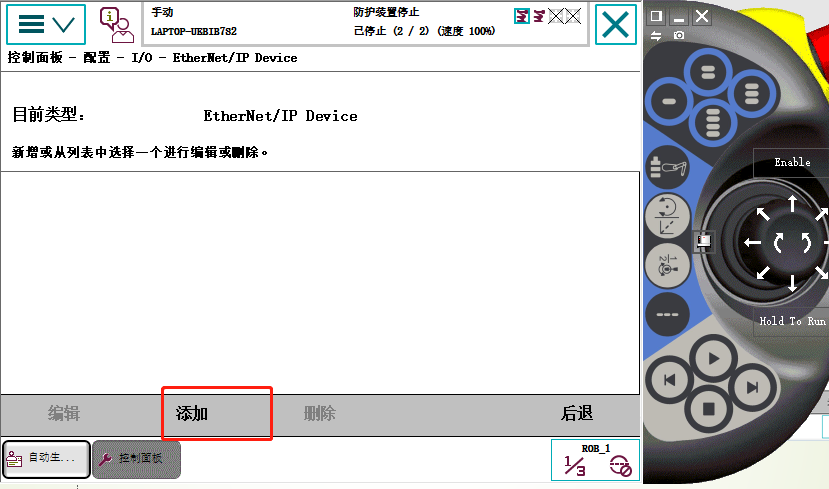 手动
防护装置停止
LAPTOP-UKBIB7S2
已停止 (2 / 2) (速度 100%)
控制面板 - 配置 - I/O - EtherNet/IP Device
目前类型:
EtherNet/IP Device
新增或从列表中选择一个进行编辑或删除。
Enable
Hold To Run
编辑
添加
删除
后退
自动生...
控制面板
ROB_1
1/3